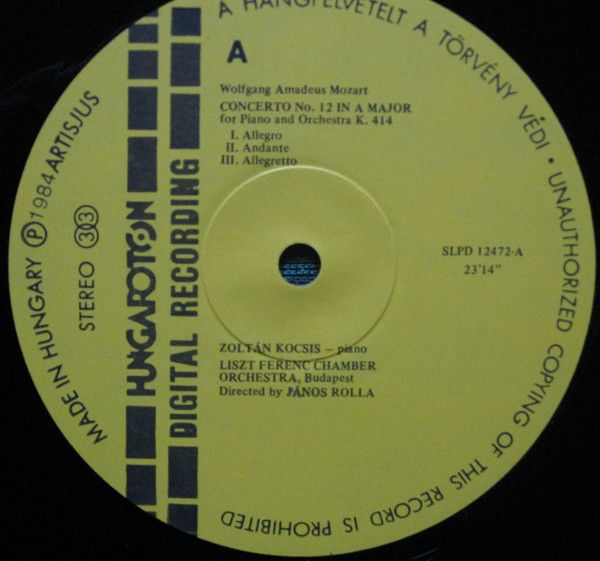 A HANGFELVÉTELT A TÖRVÉNY VÉDI • UNAUTHORIZED COPYING OF THIS RECORD IS PROHIBITED
A
Wolfgang Amadeus Mozart
CONCERTO No. 12 IN A MAJOR
for Piano and Orchestra K. 414
I. Allegro
II. Andante
III. Allegretto
SLPD 12472-A
23'14"
ZOLTÁN KOCSIS – piano
LISZT FERENC CHAMBER
ORCHESTRA, Budapest
Directed by JÁNOS ROLLA
MADE IN HUNGARY Ⓟ 1984 ARTISJUS
STEREO 33
HUNGAROTON
DIGITAL RECORDING